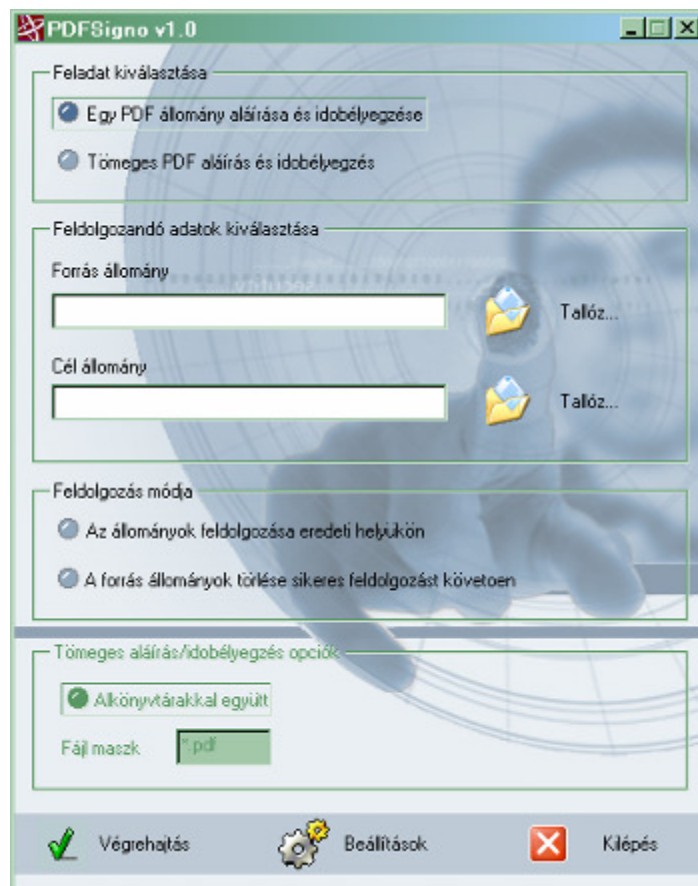 PDFSigno v1.0
Feladat kiválasztása
Egy PDF állomány aláírása és idobélyegzése
Tömeges PDF aláírás és idobélyegzés
Feldolgozandó adatok kiválasztása
Forrás állomány
Tallóz...
Cél állomány
Tallóz...
Feldolgozás módja
Az állományok feldolgozása eredeti helyükön
A forrás állományok törlése sikeres feldolgozást követoen
Tömeges aláírás/idobélyegzés opciók
Alkönyvtárakkal együtt
Fájl maszk *.pdf
Végrehajtás Beállítások Kilépés